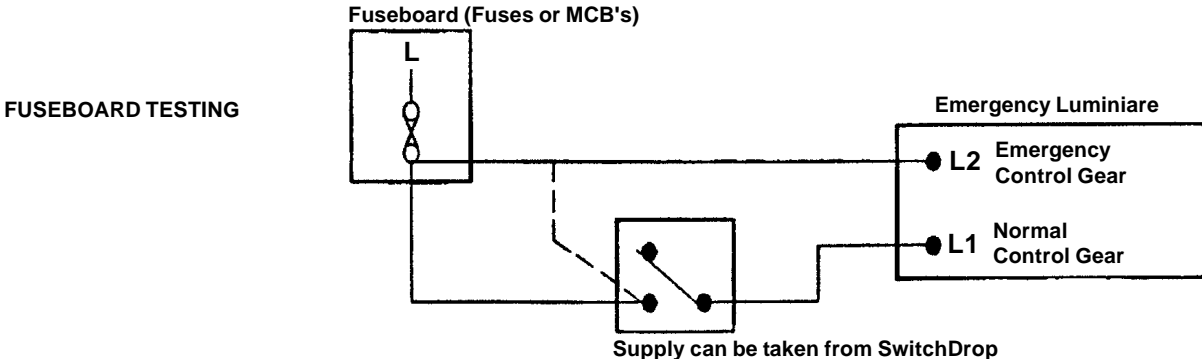 Fuseboard (Fuses or MCB's)
L
FUSEBOARD TESTING
Emergency Luminiare
L2 Emergency
Control Gear
L1 Normal
Control Gear
Supply can be taken from SwitchDrop